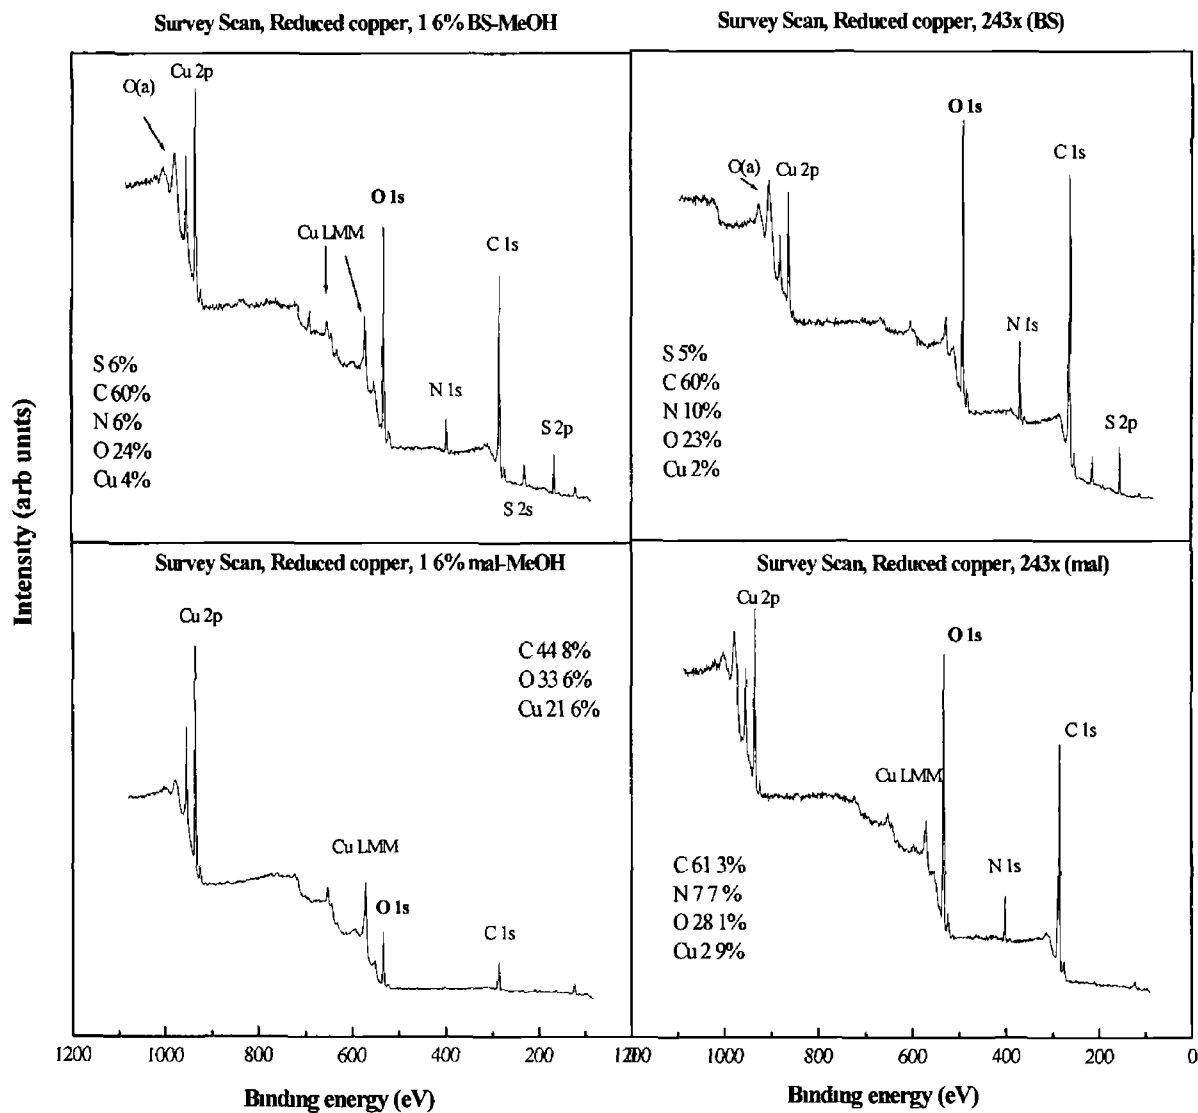 Survey Scan, Reduced copper, 1 6% BS-MeOH
Survey Scan, Reduced copper, 243x (BS)
Cu 2p
O(a)
O 1s
Cu LMM
C 1s
N 1s
S 2p
S 2s
S 6%
C 60%
N 6%
O 24%
Cu 4%
O 1s
C 1s
O(a)
Cu 2p
N 1s
S 2p
S 5%
C 60%
N 10%
O 23%
Cu 2%
Intensity (arb units)
Survey Scan, Reduced copper, 1 6% mal-MeOH
Cu 2p
C 44 8%
O 33 6%
Cu 21 6%
Cu LMM
O 1s
C 1s
Survey Scan, Reduced copper, 243x (mal)
Cu 2p
O 1s
C 1s
Cu LMM
N 1s
C 61 3%
N 7 7%
O 28 1%
Cu 2 9%
1200 1000 800 600 400 200
1000 800 600 400 200 0
Binding energy (eV)
Binding energy (eV)